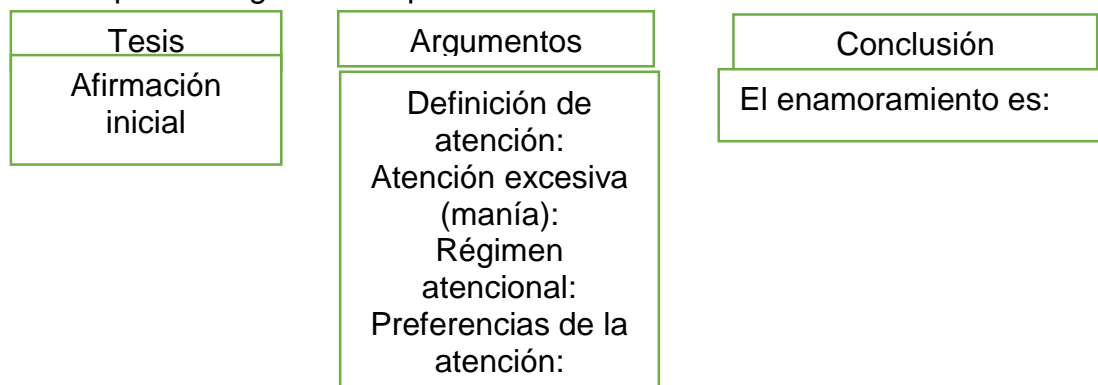 Tesis
Afirmación
inicial
Argumentos
Definición de
atención:
Atención excesiva
(manía):
Régimen
atencional:
Preferencias de la
atención:
Conclusión
El enamoramiento es: